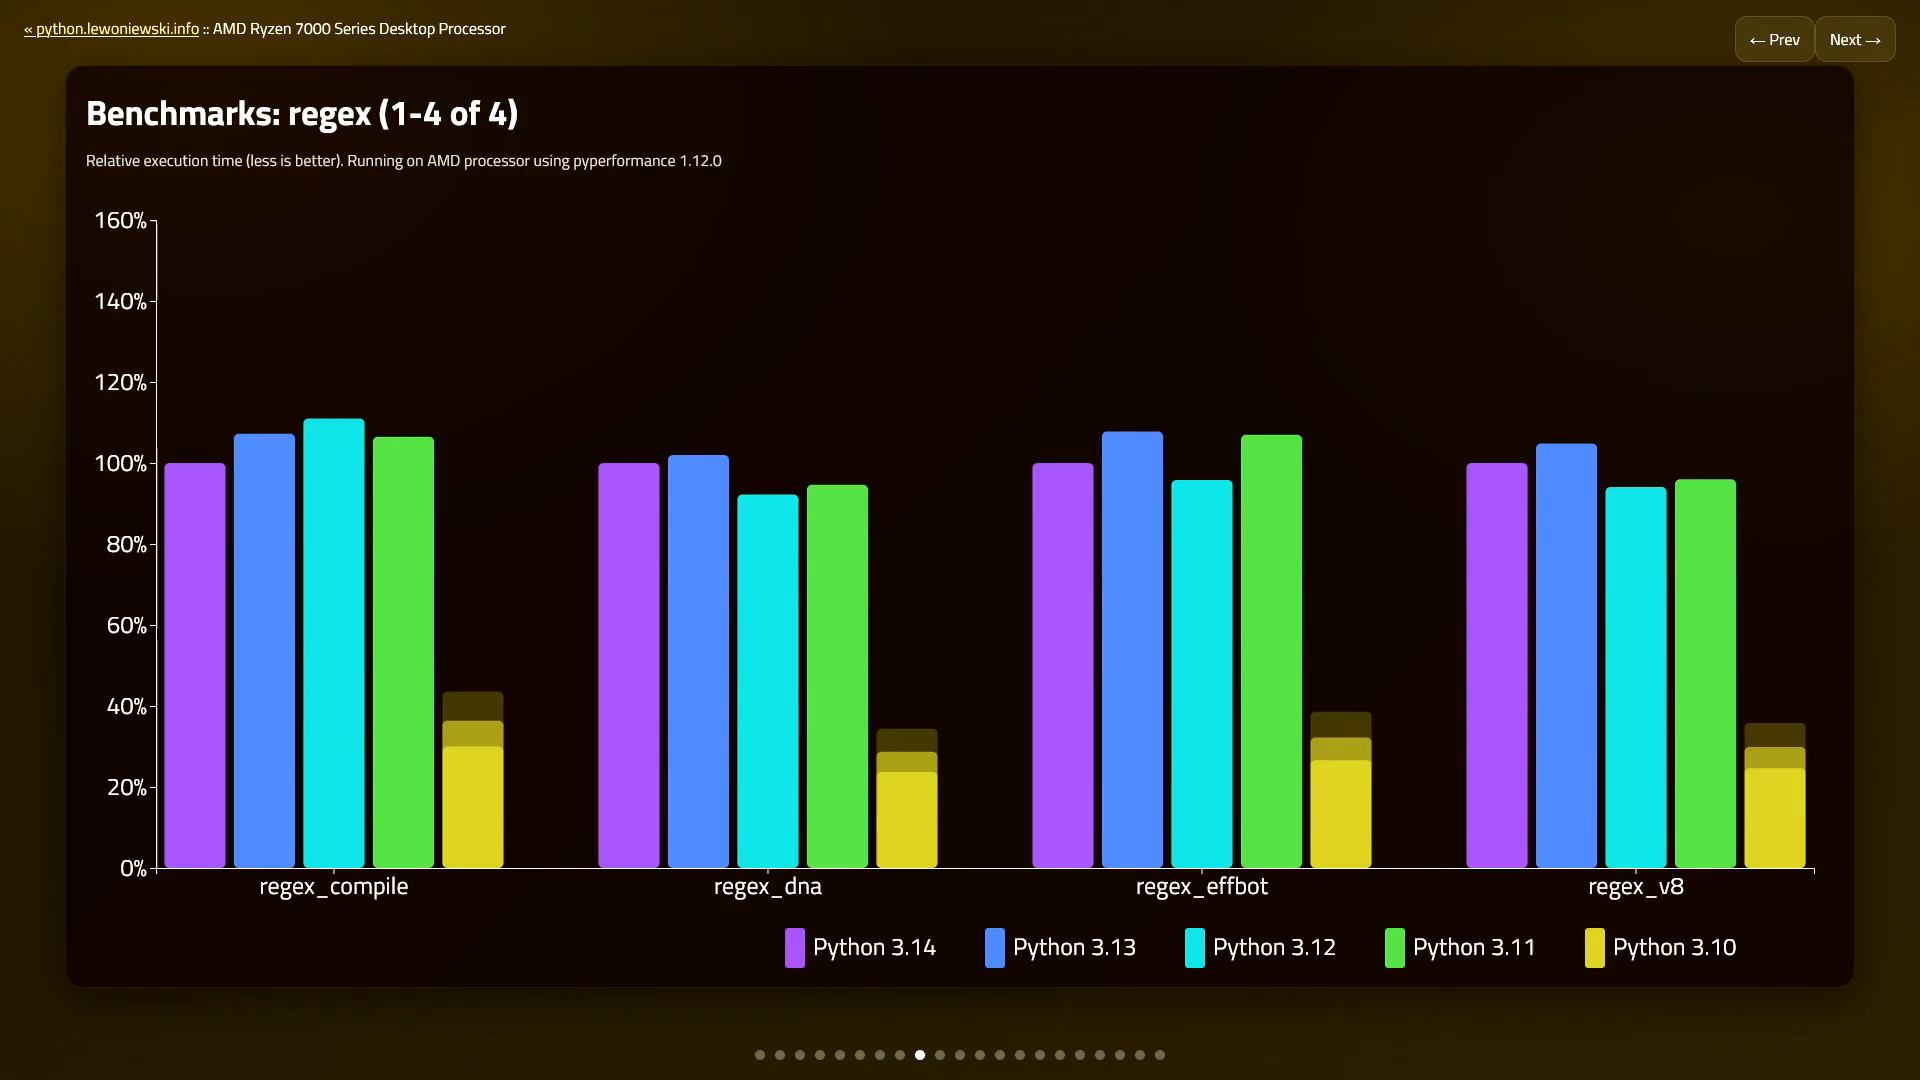 « python.lewoniewski.info :: AMD Ryzen 7000 Series Desktop Processor
← Prev
Next →
Benchmarks: regex (1-4 of 4)
Relative execution time (less is better). Running on AMD processor using pyperformance 1.12.0
160%
140%
120%
100%
80%
60%
40%
20%
0%
regex_compile
regex_dna
regex_effbot
regex_v8
Python 3.14
Python 3.13
Python 3.12
Python 3.11
Python 3.10